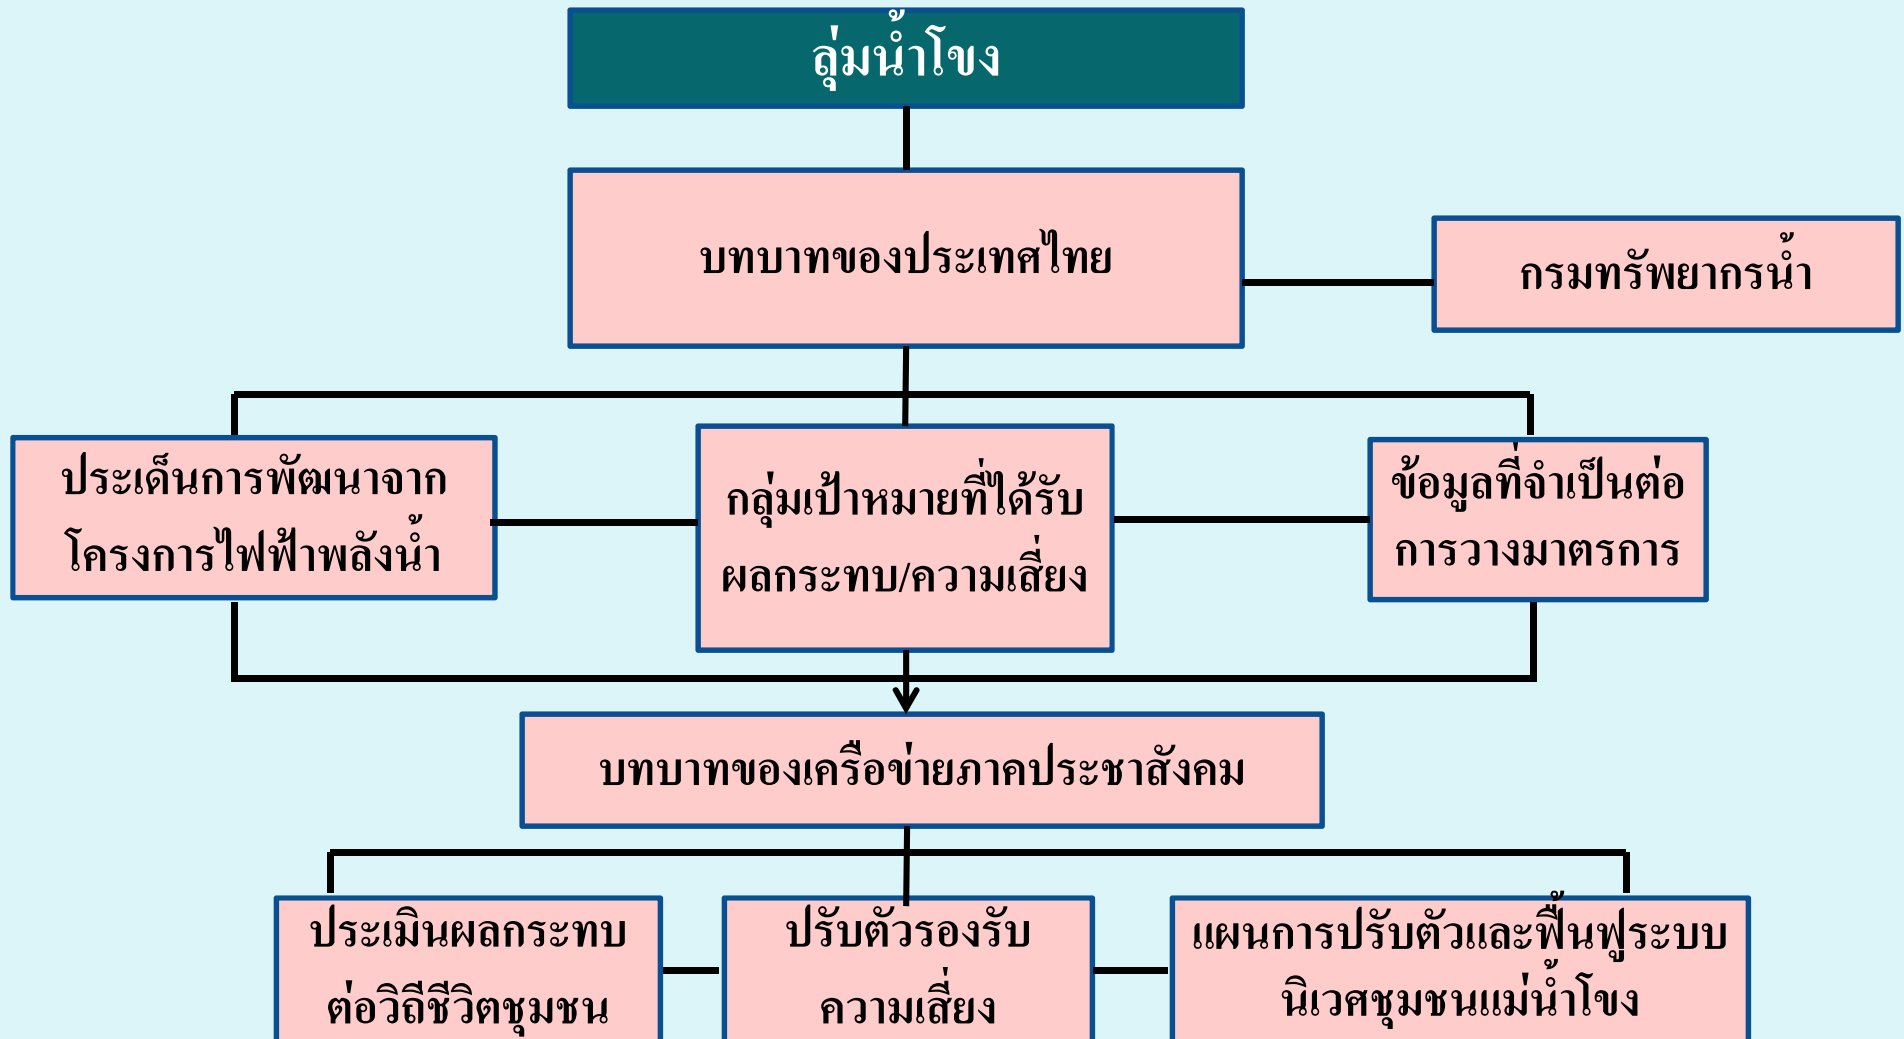 ลุ่มน้ำโขง
บทบาทของประเทศไทย
กรมทรัพยากรน้ำ
ประเด็นการพัฒนาจาก
โครงการไฟฟ้าพลังน้ำ
กลุ่มเป้าหมายที่ได้รับ
ผลกระทบ/ความเสี่ยง
ข้อมูลที่จำเป็นต่อ
การวางมาตรการ
บทบาทของเครือข่ายภาคประชาสังคม
ประเมินผลกระทบ
ต่อวิถีชีวิตชุมชน
ปรับตัวรองรับ
ความเสี่ยง
แผนการปรับตัวและฟื้นฟูระบบ
นิเวศชุมชนแม่น้ำโขง